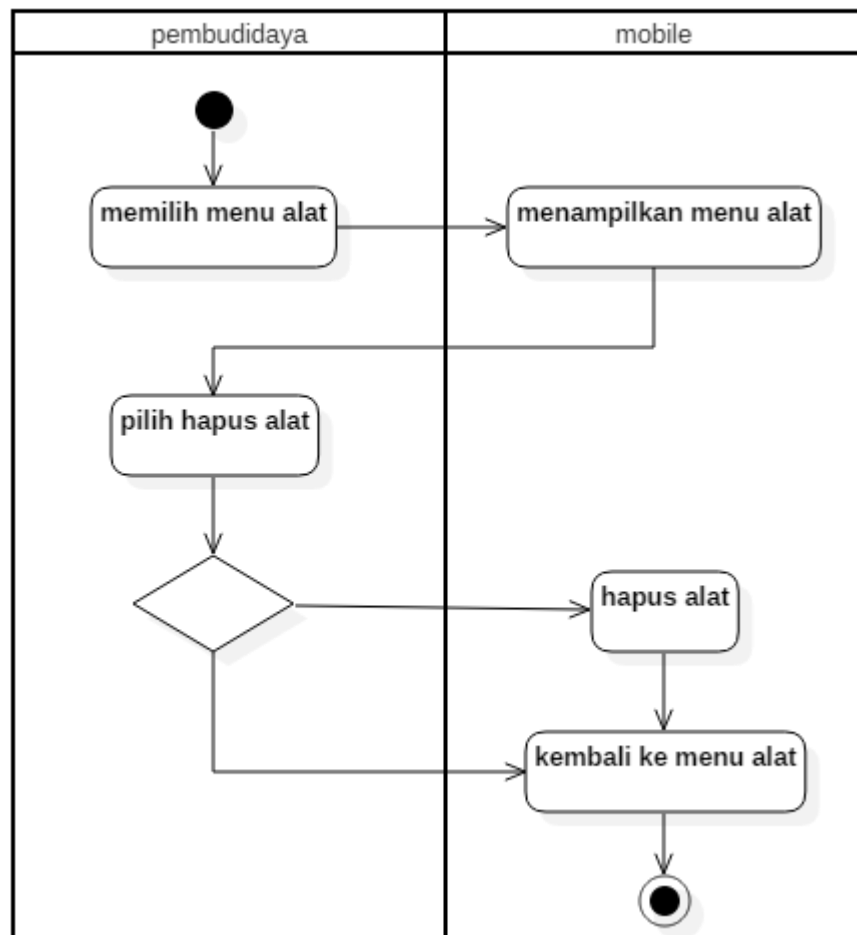 pembudidaya
mobile
memilih menu alat
menampilkan menu alat
pilih hapus alat
hapus alat
kembali ke menu alat